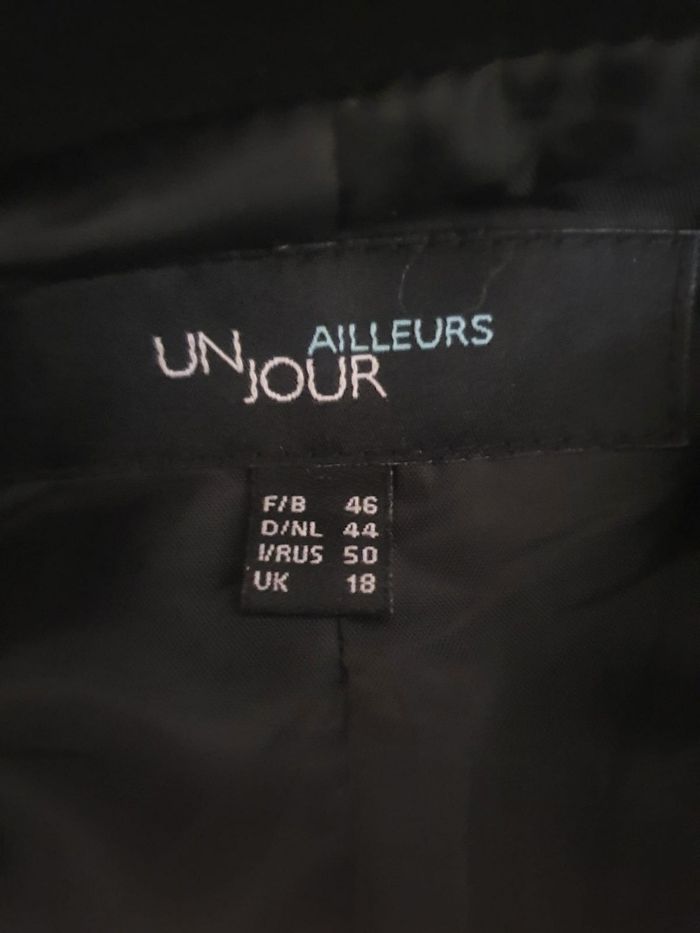 UN JOUR AILLEURS
F/B 46
D/NL 44
I/RUS 50
UK 18